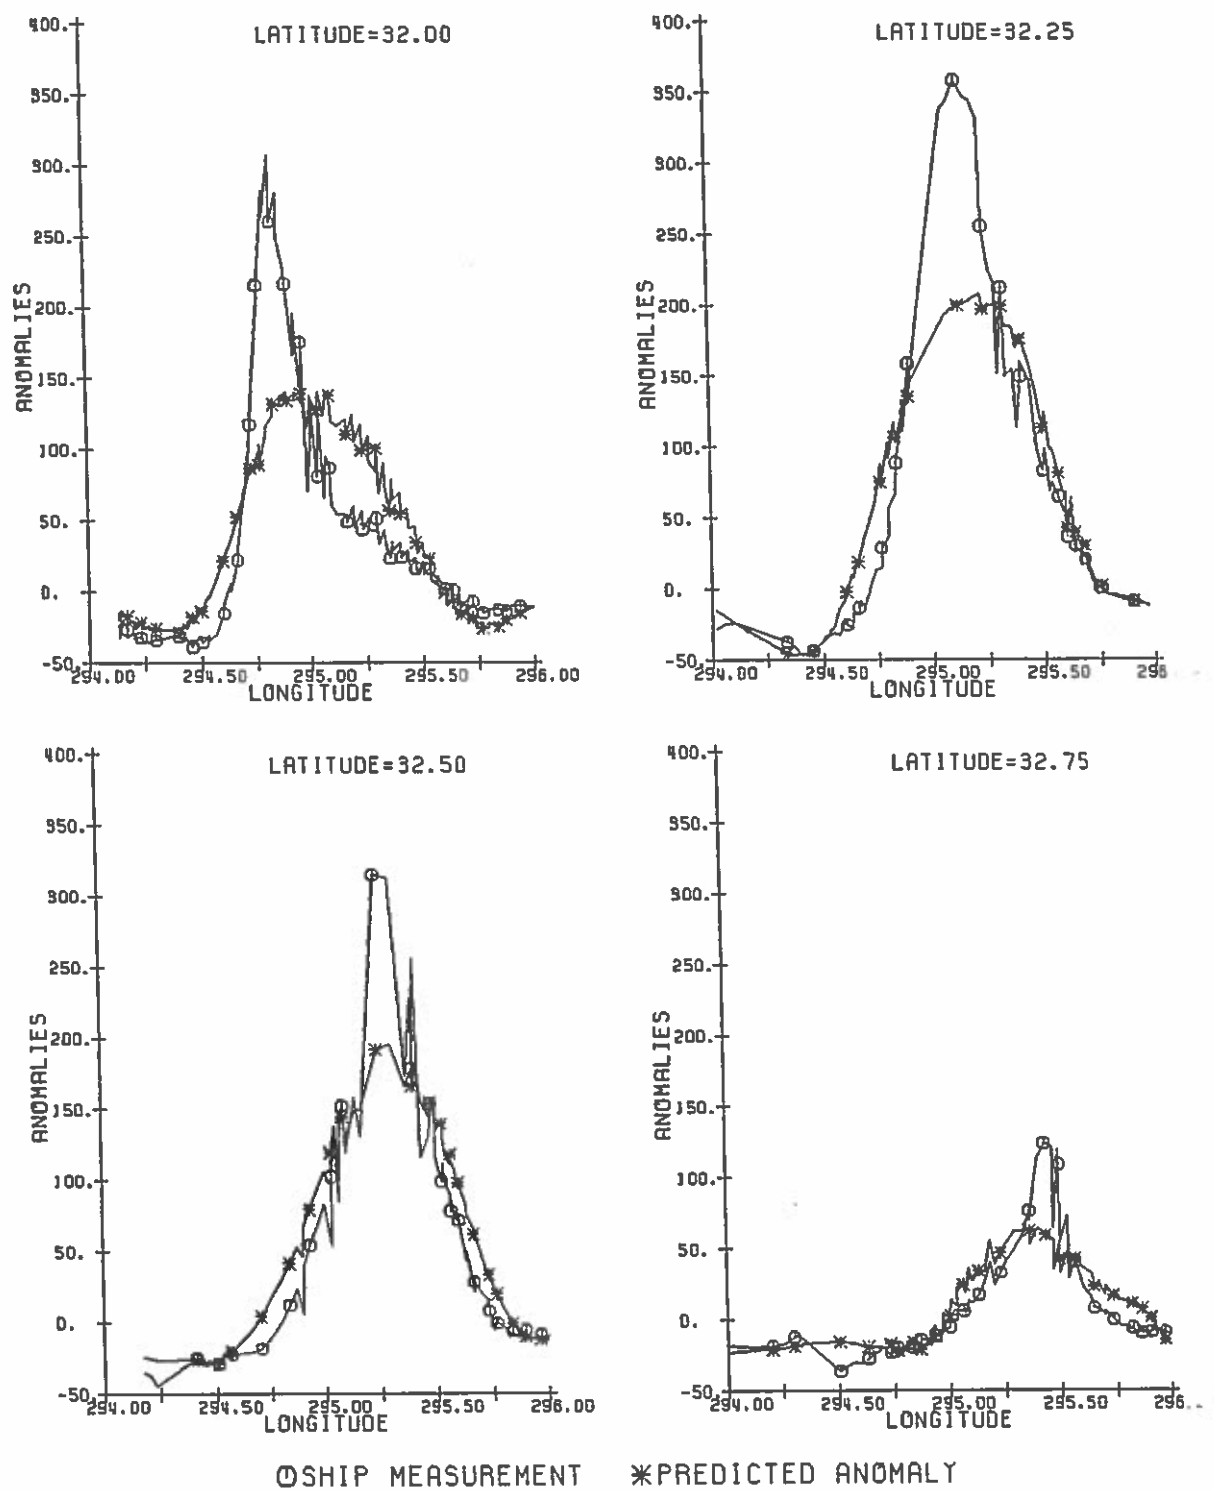 LATITUDE=32.00
400.
350.
300.
250.
200.
150.
100.
50.
0.
-50.
ANOMALIES
294.00 294.50 295.00 295.50 296.00
LONGITUDE
LATITUDE=32.25
400.
350.
300.
250.
200.
150.
100.
50.
0.
-50.
ANOMALIES
294.00 294.50 295.00 295.50 296
LONGITUDE
LATITUDE=32.50
400.
350.
300.
250.
200.
150.
100.
50.
0.
-50.
ANOMALIES
294.00 294.50 295.00 295.50 296.00
LONGITUDE
LATITUDE=32.75
400.
350.
300.
250.
200.
150.
100.
50.
0.
-50.
ANOMALIES
294.00 294.50 295.00 295.50 296.
LONGITUDE
SHIP MEASUREMENT PREDICTED ANOMALY